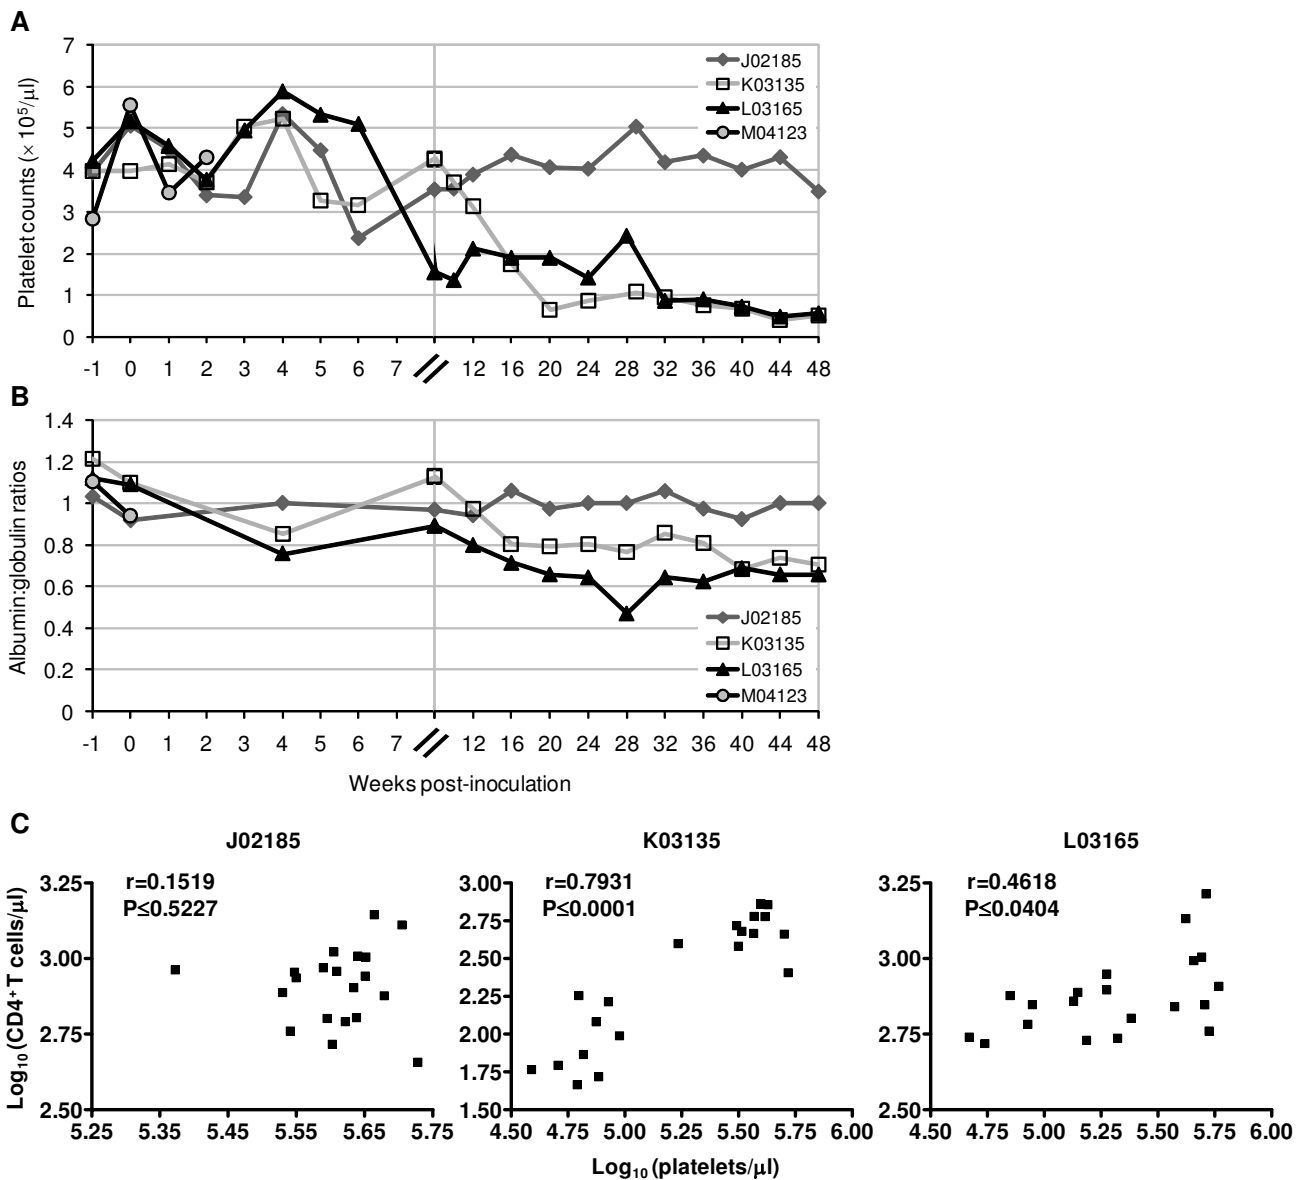 A
7
6
5
4
3
2
1
0
Platelet counts (× 10⁵/µl)
J02185
K03135
L03165
M04123
-1 0 1 2 3 4 5 6 7 12 16 20 24 28 32 36 40 44 48
B
1.4
1.2
1
0.8
0.6
0.4
0.2
0
Albumin:globulin ratios
J02185
K03135
L03165
M04123
-1 0 1 2 2 4 5 6 7 12 16 20 24 28 32 36 40 44 48
Weeks post-inoculation
C
J02185
r=0.1519
P≤0.5227
3.25
3.00
2.75
2.50
5.25 5.35 5.45 5.55 5.65 5.75
Log₁₀ (CD4⁺T cells/µl)
K03135
r=0.7931
P≤0.0001
3.00
2.75
2.50
2.25
2.00
1.75
1.50
4.50 4.75 5.00 5.25 5.50 5.75 6.00
L03165
r=0.4618
P≤0.0404
3.25
3.00
2.75
2.50
4.50 4.75 5.00 5.25 5.50 5.75 6.00
Log₁₀ (platelets/µl)